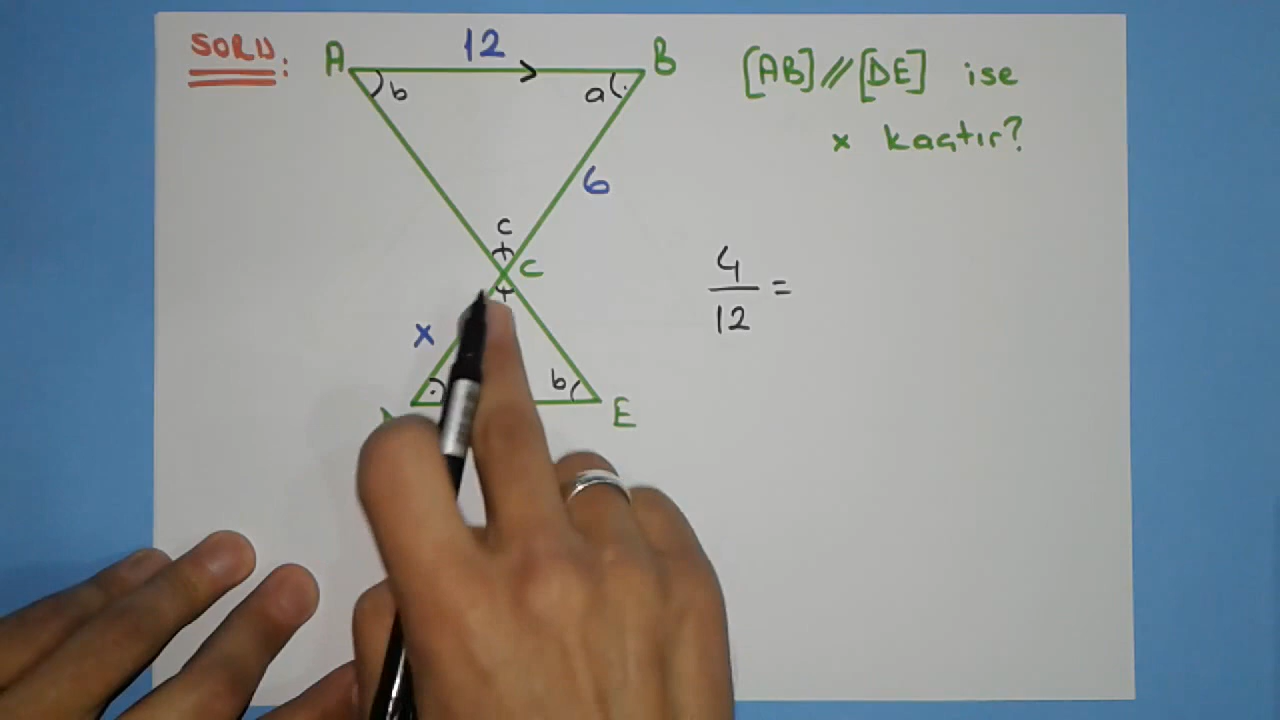 SORU:
[AB] // [DE] ise
x kaçtır?
A 12 B
b a
6
c
C
4/12 =
x
b
E